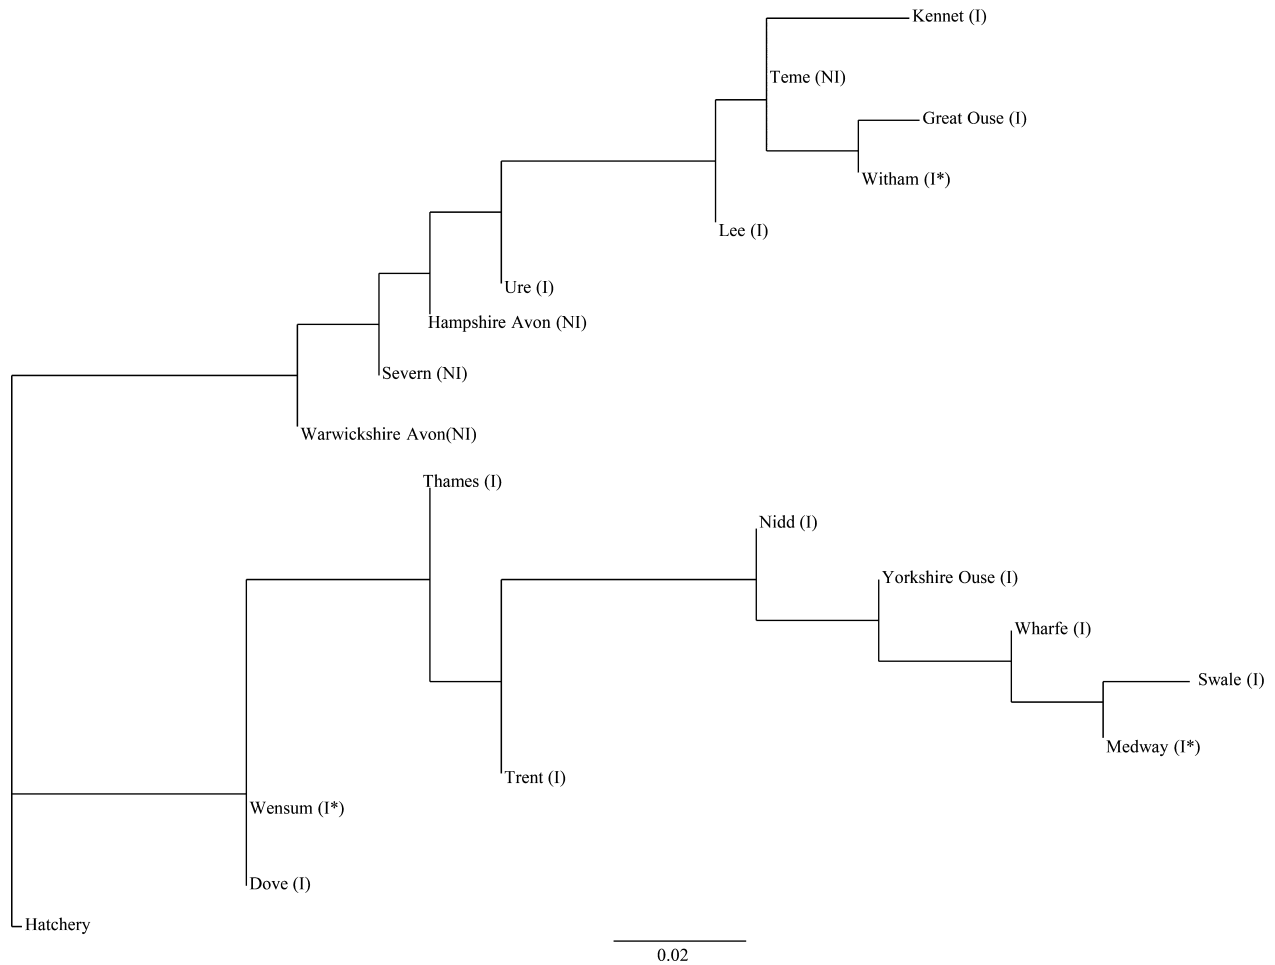 Kennet (I)
Teme (NI)
Great Ouse (I)
Witham (I*)
Lee (I)
Ure (I)
Hampshire Avon (NI)
Severn (NI)
Warwickshire Avon(NI)
Thames (I)
Nidd (I)
Yorkshire Ouse (I)
Wharfe (I)
Swale (I)
Medway (I*)
Trent (I)
Wensum (I*)
Dove (I)
Hatchery
0.02